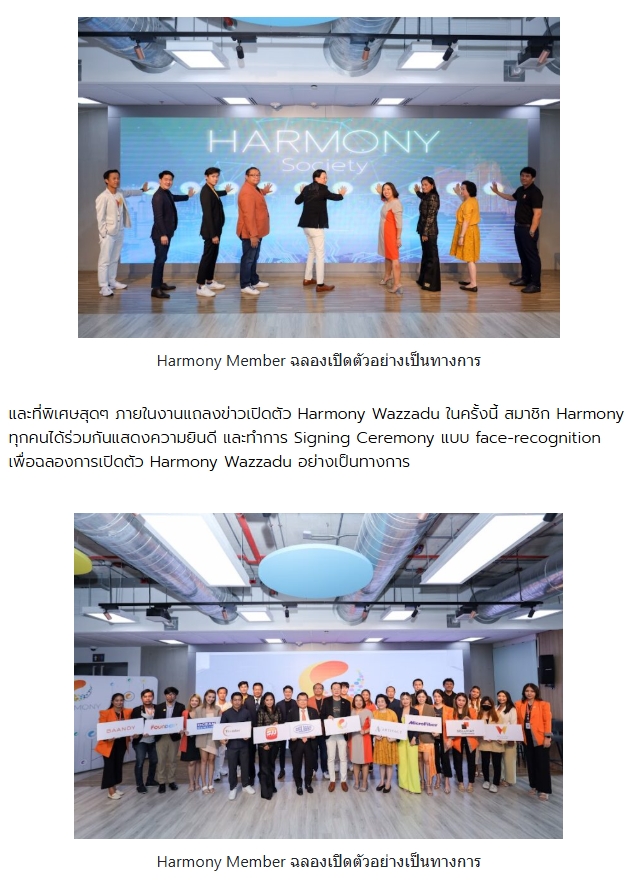 HARMONY
Society
Harmony Member ฉลองเปิดตัวอย่างเป็นทางการ
และที่พิเศษสุดๆ ภายในงานแถลงข่าวเปิดตัว Harmony Wazzadu ในครั้งนี้ สมาชิก Harmony
ทุกคนได้ร่วมกันแสดงความยินดี และทำการ Signing Ceremony แบบ face-recognition
เพื่อฉลองการเปิดตัว Harmony Wazzadu อย่างเป็นทางการ
MicroFiber
Harmony Member ฉลองเปิดตัวอย่างเป็นทางการ